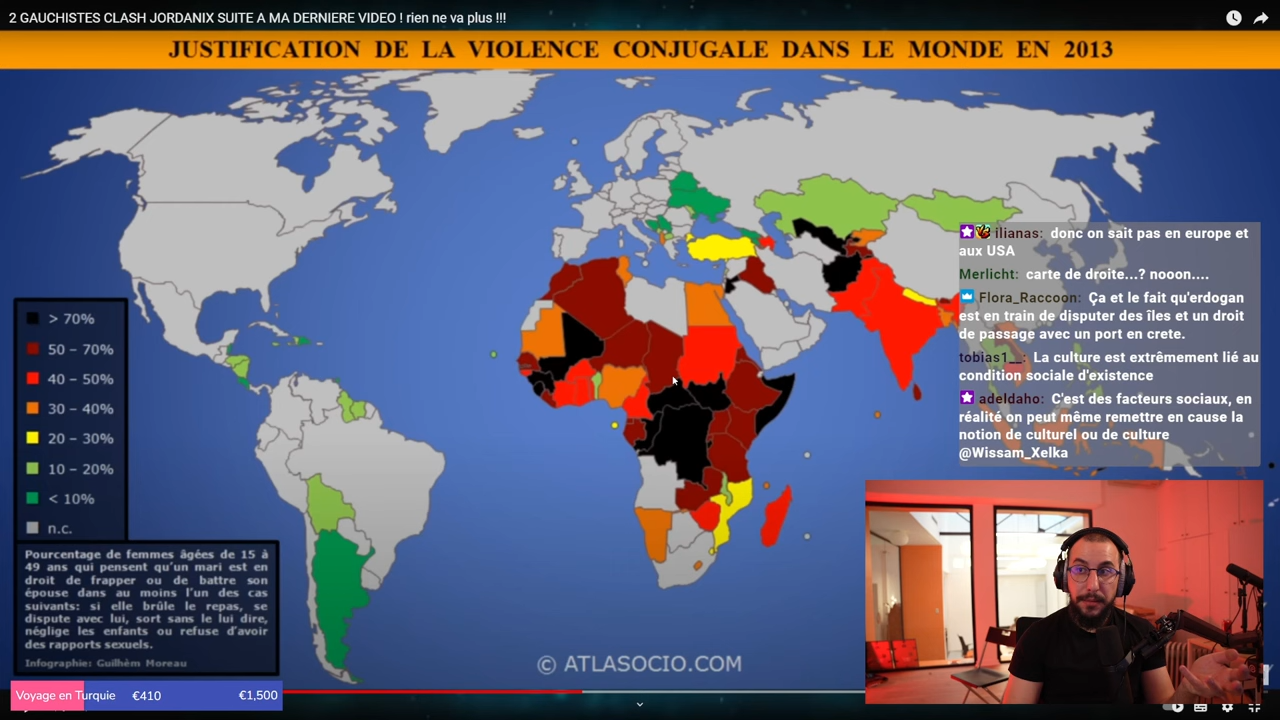 2 GAUCHISTES CLASH JORDANIX SUITE A MA DERNIERE VIDEO ! rien ne va plus !!!
JUSTIFICATION DE LA VIOLENCE CONJUGALE DANS LE MONDE EN 2013
ilianas: donc on sait pas en europe et
aux USA
Merlicht: carte de droite...? nooon....
Flora_Raccoon: Ça et le fait qu'erdogan
est en train de disputer des îles et un droit
de passage avec un port en crete.
tobias1__: La culture est extrêmement lié au
condition sociale d'existence
adeldaho: C'est des facteurs sociaux, en
réalité on peut même remettre en cause la
notion de culturel ou de culture
@Wissam_Xelka
> 70%
50 – 70%
40 – 50%
30 – 40%
20 – 30%
10 – 20%
< 10%
n.c.
Pourcentage de femmes âgées de 15 à
49 ans qui pensent qu'un mari est en
droit de frapper ou de battre son
épouse dans au moins l'un des cas
suivants: si elle brûle le repas, se
dispute avec lui, sort sans le lui dire,
néglige les enfants ou refuse d'avoir
des rapports sexuels.
Infographie: Guilhèm Moreau
© ATLASOCIO.COM
Voyage en Turquie €410 €1,500